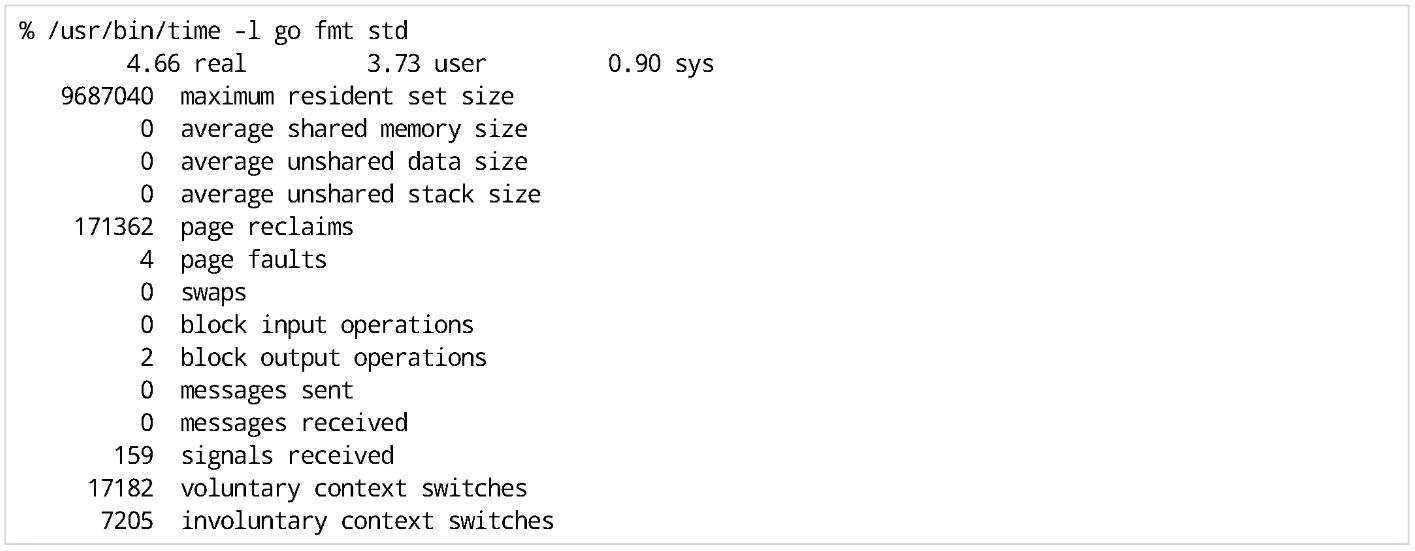 % /usr/bin/time -l go fmt std
4.66 real 3.73 user 0.90 sys
9687040 maximum resident set size
0 average shared memory size
0 average unshared data size
0 average unshared stack size
171362 page reclaims
4 page faults
0 swaps
0 block input operations
2 block output operations
0 messages sent
0 messages received
159 signals received
17182 voluntary context switches
7205 involuntary context switches